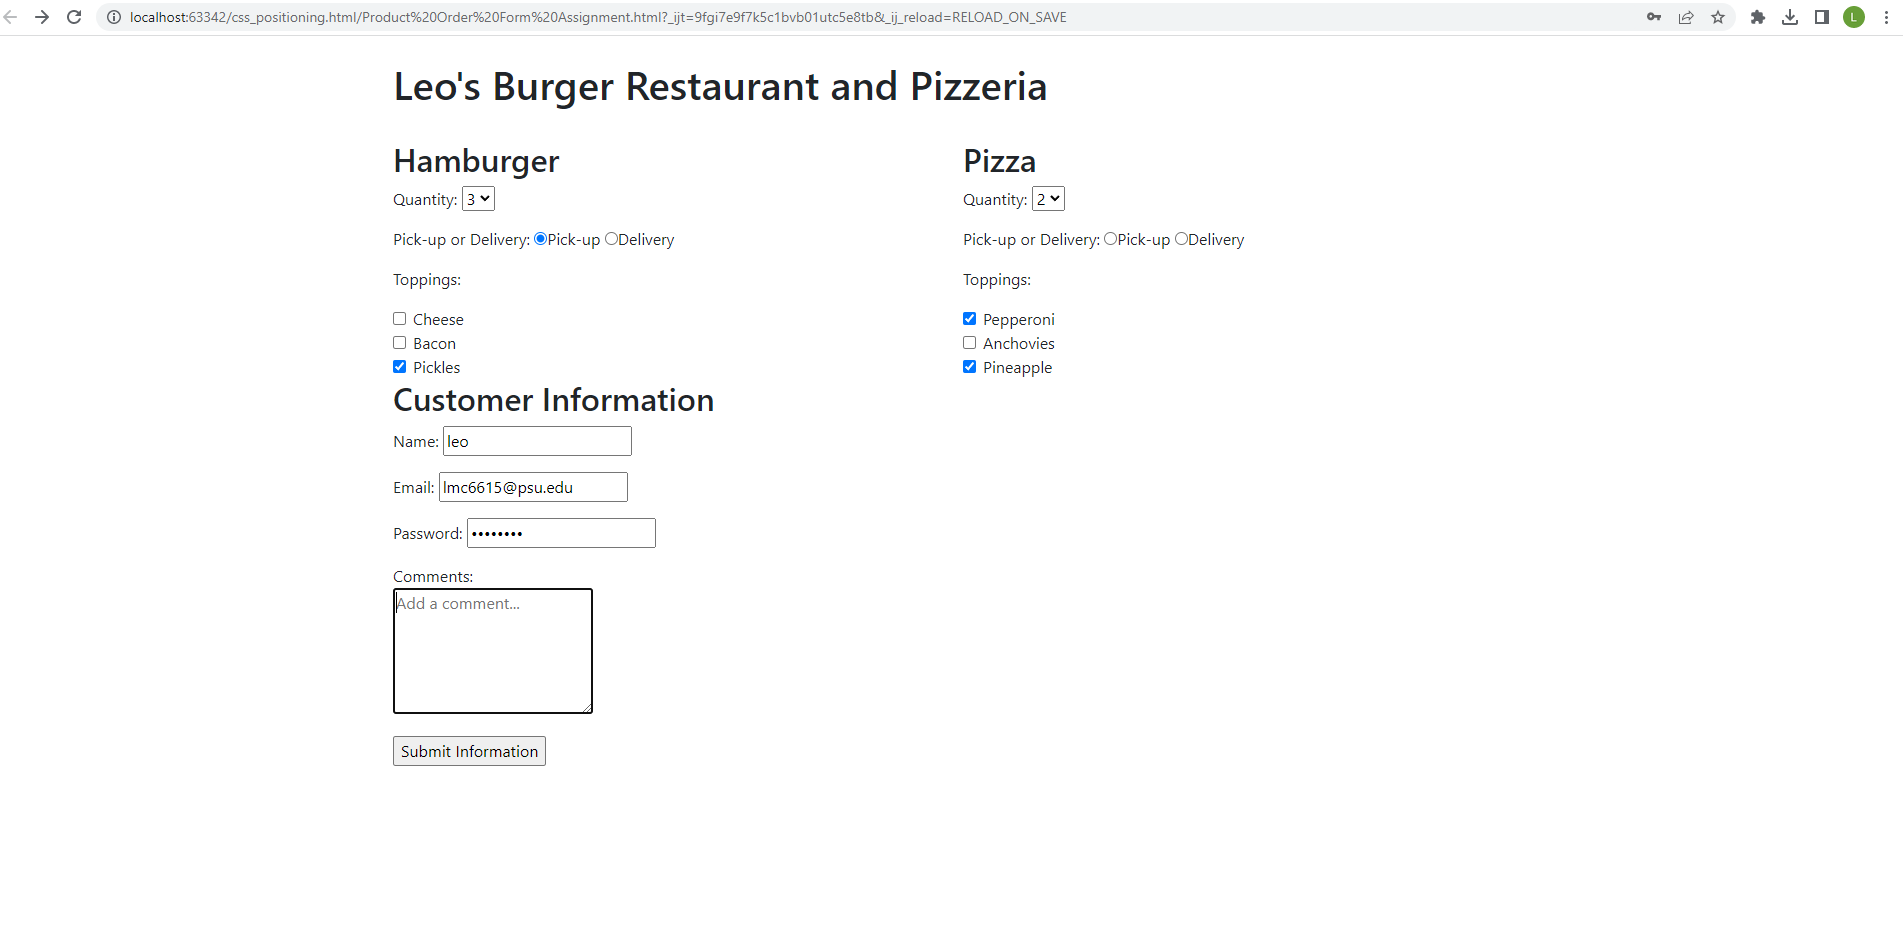 localhost:63342/css_positioning.html/Product%20Order%20Form%20Assignment.html?_ijt=9fgi7e9f7k5c1bvb01utc5e8tb&_ij_reload=RELOAD_ON_SAVE
L
Leo's Burger Restaurant and Pizzeria
Hamburger
Quantity: 3
Pick-up or Delivery: Pick-up Delivery
Toppings:
Cheese
Bacon
Pickles
Pizza
Quantity: 2
Pick-up or Delivery: Pick-up Delivery
Toppings:
Pepperoni
Anchovies
Pineapple
Customer Information
Name: leo
Email: lmc6615@psu.edu
Password: ••••••••
Comments:
Add a comment...
Submit Information